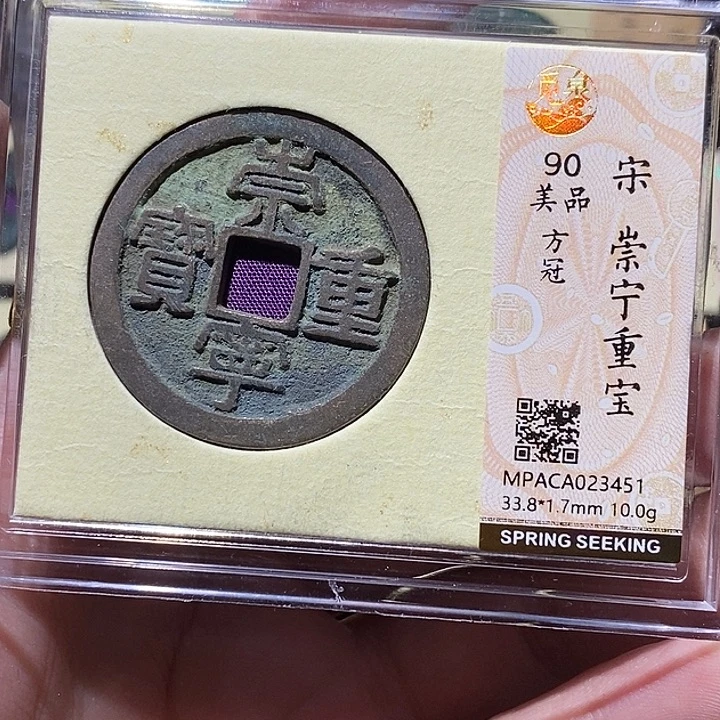 崇
重
寧
寶
泉
90
美品
方
冠
宋
崇宁重宝
MPACA023451
33.8*1.7mm 10.0g
SPRING SEEKING